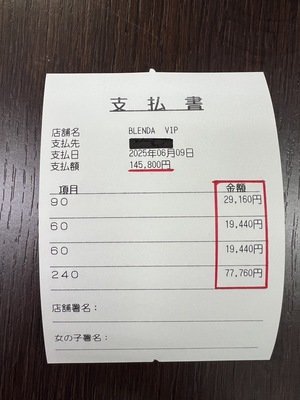 支払書
店舗名 BLENDA VIP
支払先
支払日 2025年06月09日
支払額 145,800円
項目 金額
90 29,160円
60 19,440円
60 19,440円
240 77,760円
店舗署名：
女の子署名：